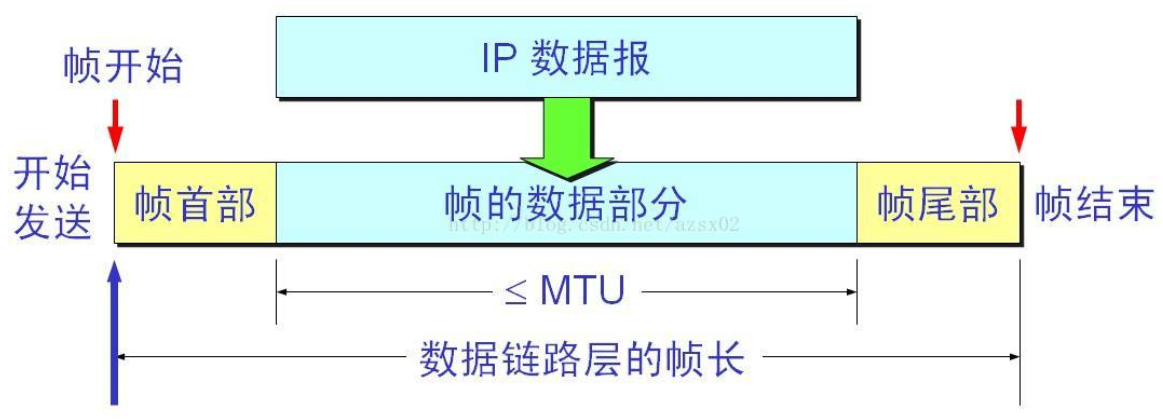 IP 数据报
帧开始
开始
发送
帧首部
帧的数据部分
帧尾部
帧结束
http://blog.csdn.net/azsx02
≤ MTU
数据链路层的帧长